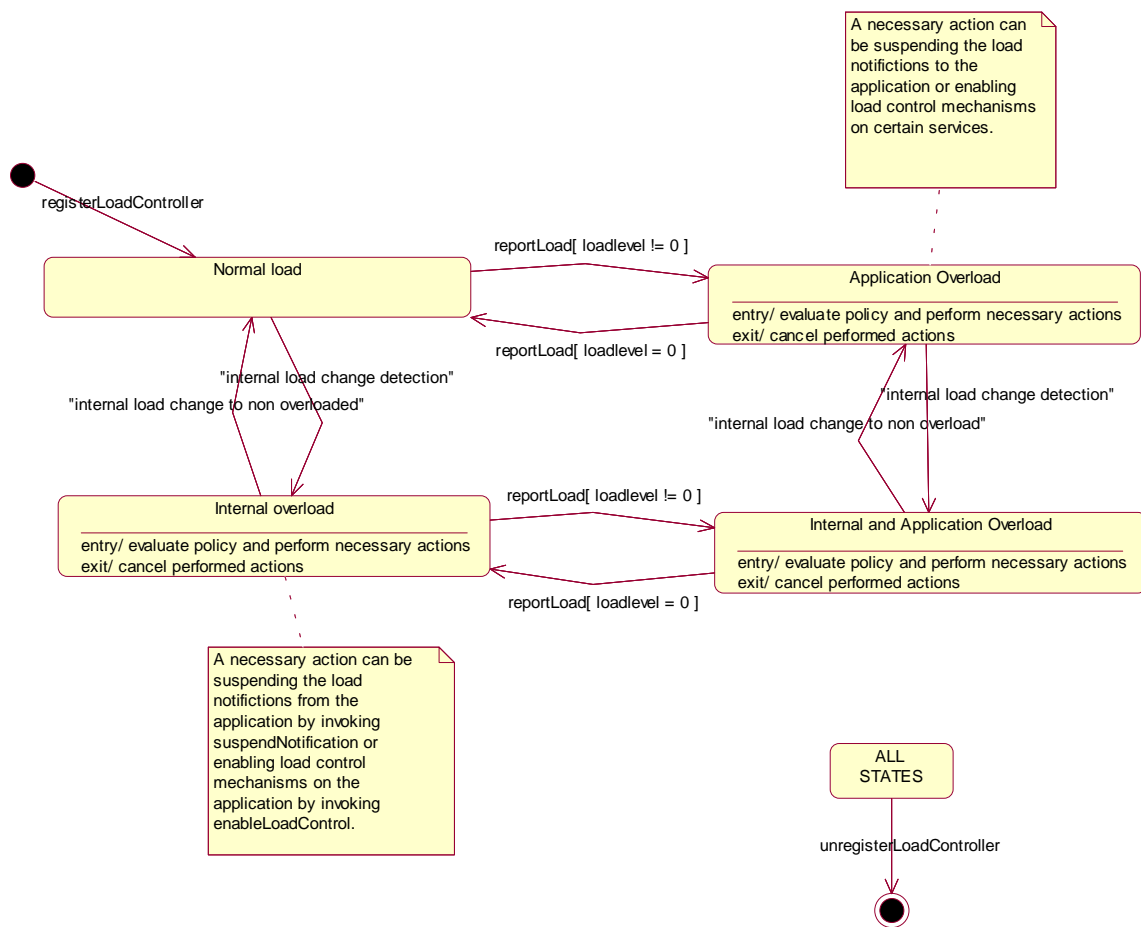 A necessary action can
be suspending the load
notifictions to the
application or enabling
load control mechanisms
on certain services.
registerLoadController
reportLoad[ loadlevel != 0 ]
Normal load
Application Overload
entry/ evaluate policy and perform necessary actions
exit/ cancel performed actions
reportLoad[ loadlevel = 0 ]
"internal load change detection"
"internal load change to non overloaded"
"internal load change detection"
"internal load change to non overload"
reportLoad[ loadlevel != 0 ]
Internal overload
entry/ evaluate policy and perform necessary actions
exit/ cancel performed actions
Internal and Application Overload
entry/ evaluate policy and perform necessary actions
exit/ cancel performed actions
reportLoad[ loadlevel = 0 ]
A necessary action can be
suspending the load
notifictions from the
application by invoking
suspendNotification or
enabling load control
mechanisms on the
application by invoking
enableLoadControl.
ALL
STATES
unregisterLoadController